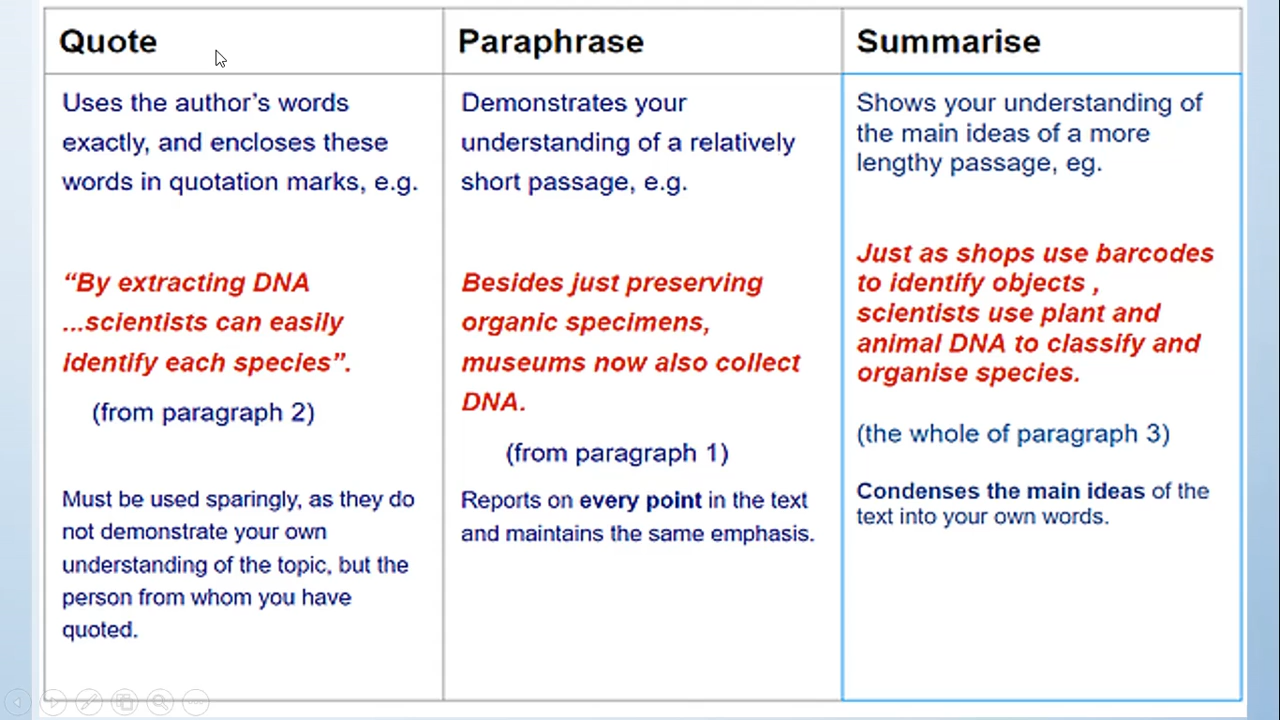 Quote
Uses the author's words
exactly, and encloses these
words in quotation marks, e.g.
“By extracting DNA
...scientists can easily
identify each species”.
(from paragraph 2)
Must be used sparingly, as they do
not demonstrate your own
understanding of the topic, but the
person from whom you have
quoted.
Paraphrase
Demonstrates your
understanding of a relatively
short passage, e.g.
Besides just preserving
organic specimens,
museums now also collect
DNA.
(from paragraph 1)
Reports on every point in the text
and maintains the same emphasis.
Summarise
Shows your understanding of
the main ideas of a more
lengthy passage, eg.
Just as shops use barcodes
to identify objects ,
scientists use plant and
animal DNA to classify and
organise species.
(the whole of paragraph 3)
Condenses the main ideas of the
text into your own words.